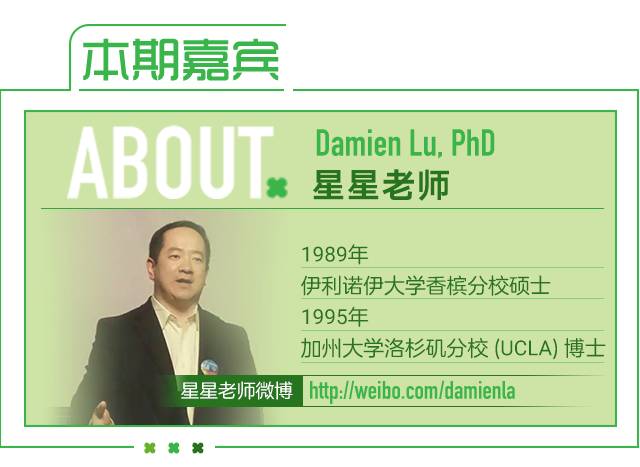 本期嘉宾
ABOUT.
Damien Lu, PhD
星星老师
1989年
伊利诺伊大学香槟分校硕士
1995年
加州大学洛杉矶分校 (UCLA) 博士
星星老师微博 http://weibo.com/damienla